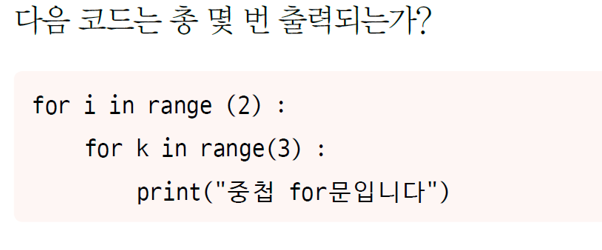 다음 코드는 총 몇 번 출력되는가?
for i in range (2) :
    for k in range(3) :
        print("중첩 for문입니다")